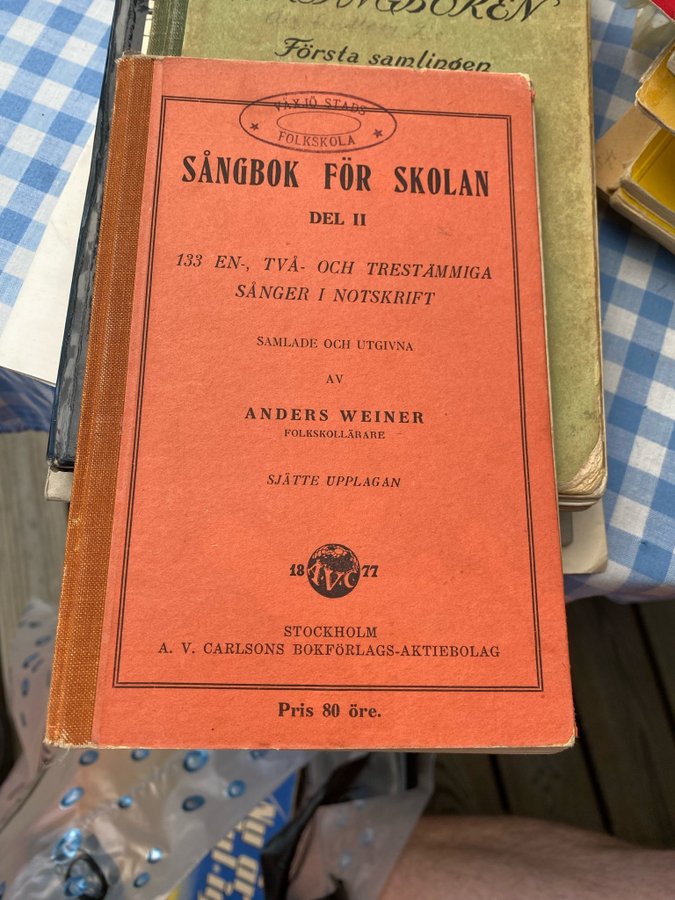 Första samlingen
VÄXJÖ STADS
FOLKSKOLA
SÅNGBOK FÖR SKOLAN
DEL II
133 EN-, TVÅ- OCH TRESTÄMMIGA
SÅNGER I NOTSKRIFT
SAMLADE OCH UTGIVNA
AV
ANDERS WEINER
FOLKSKOLLÄRARE
SJÄTTE UPPLAGAN
18 A.V.C 77
STOCKHOLM
A. V. CARLSONS BOKFÖRLAGS-AKTIEBOLAG
Pris 80 öre.